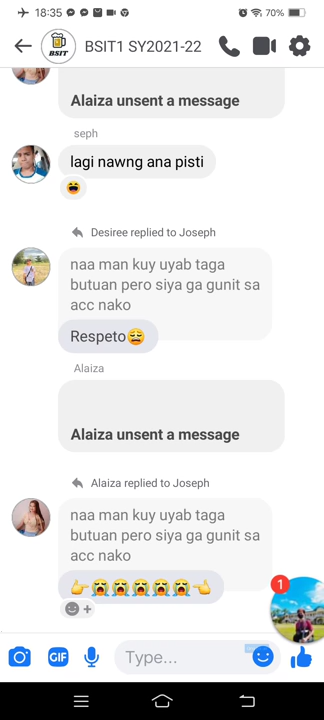 18:35
70%
BSIT
BSIT1 SY2021-22
Alaiza unsent a message
seph
lagi nawng ana pisti
Desiree replied to Joseph
naa man kuy uyab taga
butuan pero siya ga gunit sa
acc nako
Respeto😩
Alaiza
Alaiza unsent a message
Alaiza replied to Joseph
naa man kuy uyab taga
butuan pero siya ga gunit sa
acc nako
👉😭😭😭😭😭👈
1
GIF
Type...